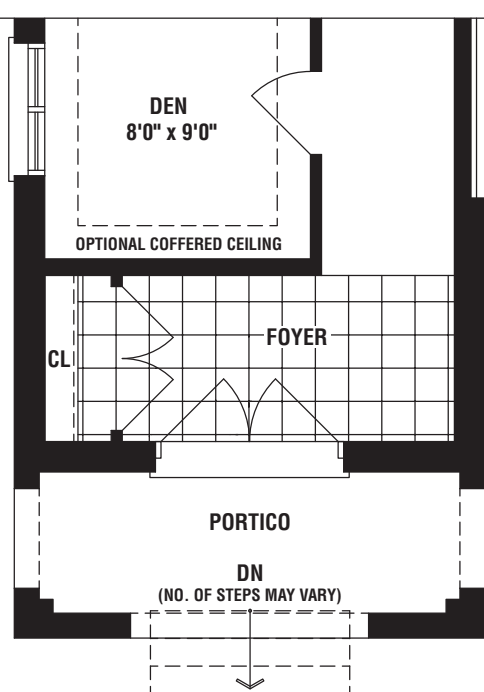 DEN
8'0" x 9'0"
OPTIONAL COFFERED CEILING
FOYER
CL
PORTICO
DN
(NO. OF STEPS MAY VARY)